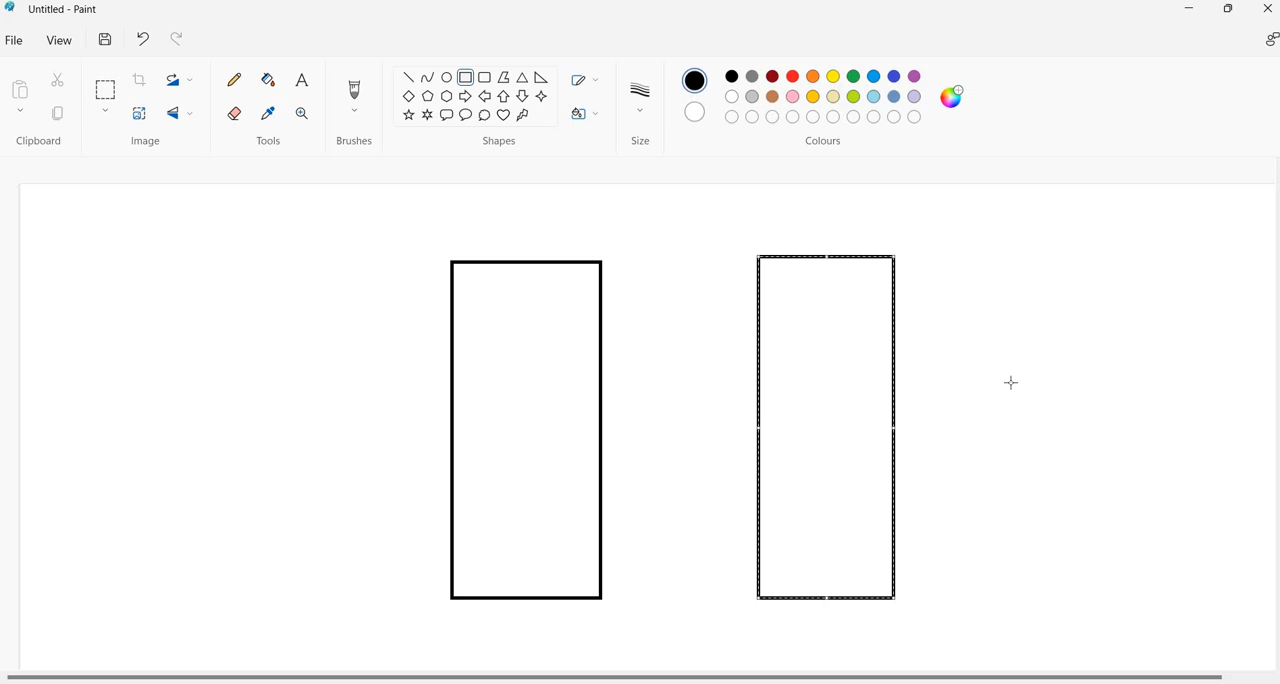 Untitled - Paint
File View
Clipboard Image Tools Brushes Shapes Size Colours